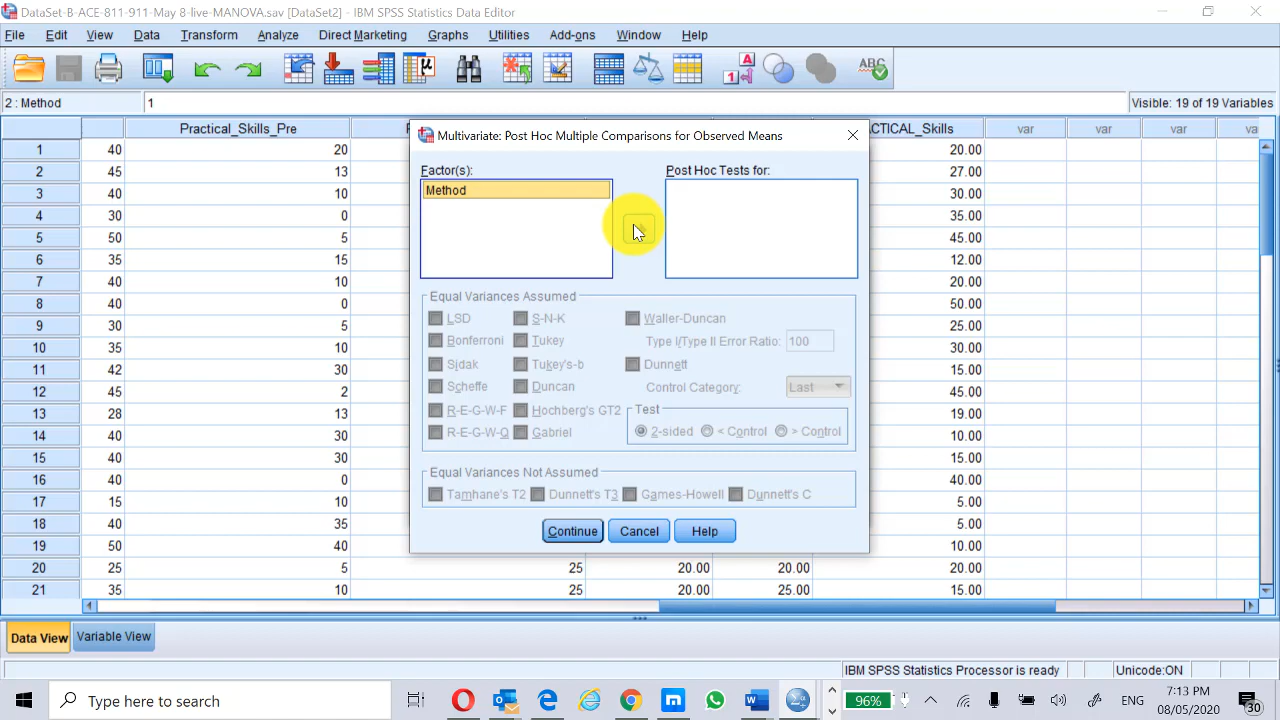 DataSet-B-ACE-811-911-May 8-live-MANOVA.sav [DataSet2] - IBM SPSS Statistics Data Editor
File Edit View Data Transform Analyze Direct Marketing Graphs Utilities Add-ons Window Help
2 : Method 1 Visible: 19 of 19 Variables
Practical_Skills_Pre CTICAL_Skills var var var va
Multivariate: Post Hoc Multiple Comparisons for Observed Means
Factor(s): Post Hoc Tests for:
Method
Equal Variances Assumed
LSD S-N-K Waller-Duncan
Bonferroni Tukey Type I/Type II Error Ratio: 100
Sidak Tukey's-b Dunnett
Scheffe Duncan Control Category: Last
R-E-G-W-F Hochberg's GT2 Test
R-E-G-W-Q Gabriel 2-sided < Control > Control
Equal Variances Not Assumed
Tamhane's T2 Dunnett's T3 Games-Howell Dunnett's C
Continue Cancel Help
1 40 20 20.00
2 45 13 27.00
3 40 10 30.00
4 30 0 35.00
5 50 5 45.00
6 35 15 12.00
7 40 10 20.00
8 40 0 50.00
9 30 5 25.00
10 35 10 30.00
11 42 30 15.00
12 45 2 45.00
13 28 13 19.00
14 40 30 10.00
15 40 30 15.00
16 40 0 40.00
17 15 10 5.00
18 40 35 5.00
19 50 40 10.00
20 25 5 25 20.00 20.00 20.00
21 35 10 25 20.00 25.00 15.00
Data View Variable View
IBM SPSS Statistics Processor is ready Unicode:ON
Type here to search 96% ENG 7:13 PM 08/05/2020 30